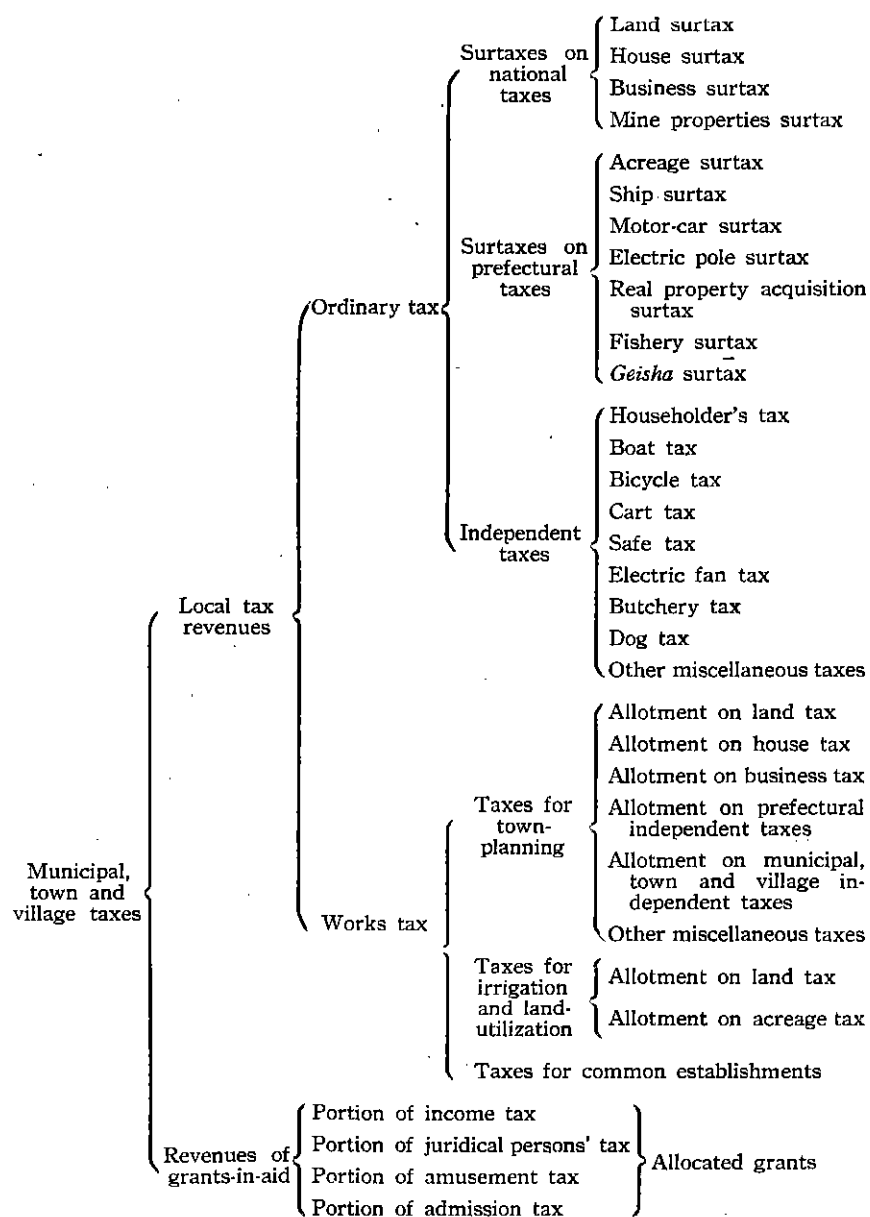 Municipal,
town and
village taxes
Local tax
revenues
Ordinary tax
Surtaxes on
national
taxes
Land surtax
House surtax
Business surtax
Mine properties surtax
Surtaxes on
prefectural
taxes
Acreage surtax
Ship surtax
Motor-car surtax
Electric pole surtax
Real property acquisition
surtax
Fishery surtax
Geisha surtax
Independent
taxes
Householder's tax
Boat tax
Bicycle tax
Cart tax
Safe tax
Electric fan tax
Butchery tax
Dog tax
Other miscellaneous taxes
Works tax
Taxes for
town-
planning
Allotment on land tax
Allotment on house tax
Allotment on business tax
Allotment on prefectural
independent taxes
Allotment on municipal,
town and village in-
dependent taxes
Other miscellaneous taxes
Taxes for
irrigation
and land-
utilization
Allotment on land tax
Allotment on acreage tax
Taxes for common establishments
Revenues of
grants-in-aid
Portion of income tax
Portion of juridical persons' tax
Portion of amusement tax
Portion of admission tax
Allocated grants